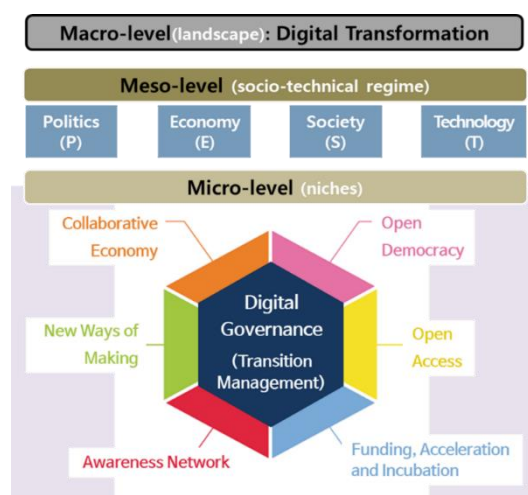 Macro-level(landscape): Digital Transformation
Meso-level (socio-technical regime)
Politics
(P)
Economy
(E)
Society
(S)
Technology
(T)
Micro-level (niches)
Collaborative
Economy
Open
Democracy
New Ways of
Making
Digital
Governance
(Transition
Management)
Open
Access
Awareness Network
Funding, Acceleration
and Incubation